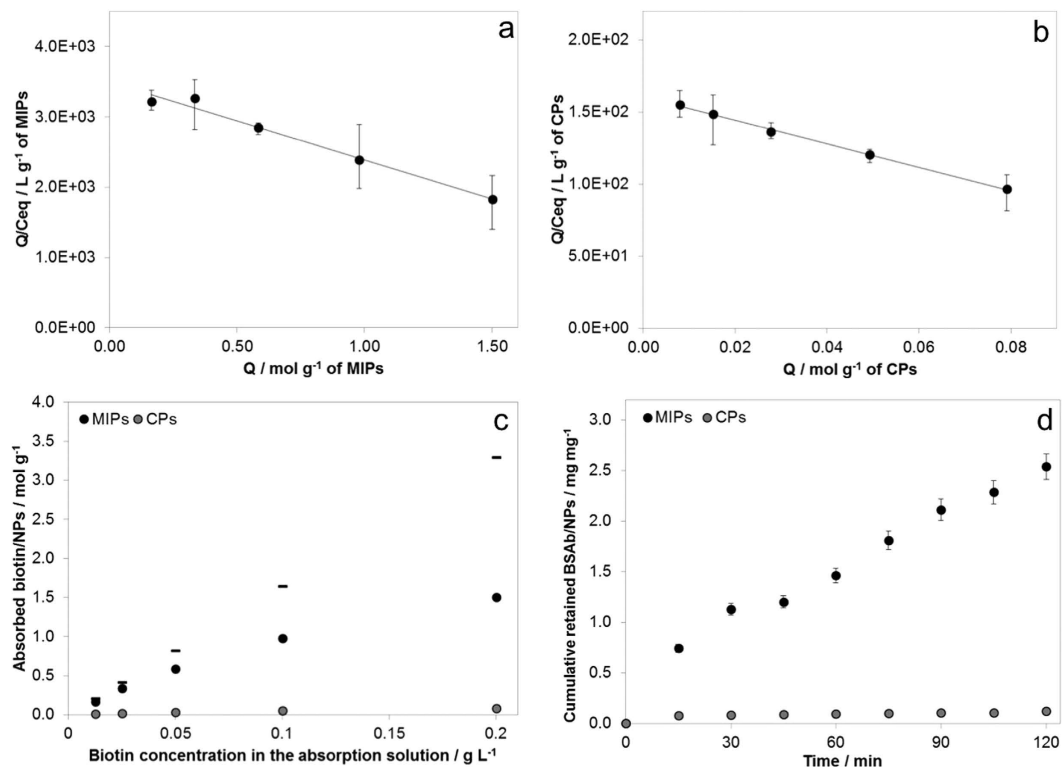 a
4.0E+03
3.0E+03
2.0E+03
1.0E+03
0.0E+00
Q/Ceq / L g⁻¹ of MIPs
0.00 0.50 1.00 1.50
Q / mol g⁻¹ of MIPs
b
2.0E+02
1.5E+02
1.0E+02
5.0E+01
0.0E+00
Q/Ceq / L g⁻¹ of CPs
0.00 0.02 0.04 0.06 0.08
Q / mol g⁻¹ of CPs
c
MIPs CPs
4.0
3.5
3.0
2.5
2.0
1.5
1.0
0.5
0.0
Absorbed biotin/NPs / mol g⁻¹
0 0.05 0.1 0.15 0.2
Biotin concentration in the absorption solution / g L⁻¹
d
MIPs CPs
3.0
2.5
2.0
1.5
1.0
0.5
0.0
Cumulative retained BSAb/NPs / mg mg⁻¹
0 30 60 90 120
Time / min